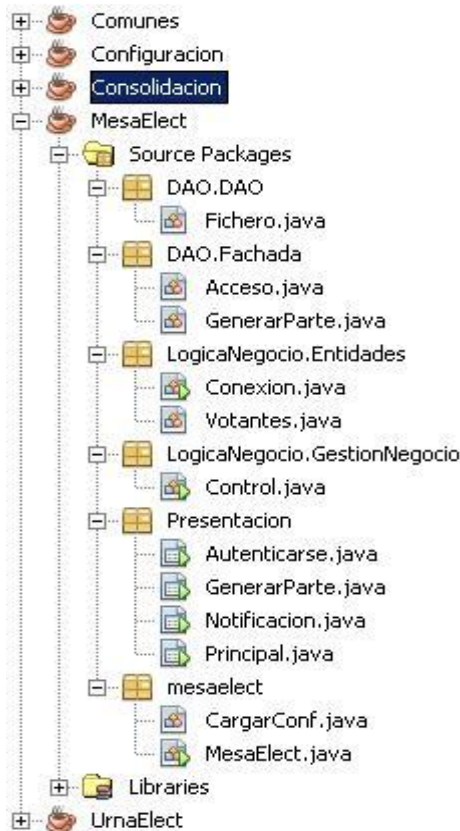 Comunes
Configuracion
Consolidacion
MesaElect
Source Packages
DAO.DAO
Fichero.java
DAO.Fachada
Acceso.java
GenerarParte.java
LogicaNegocio.Entidades
Conexion.java
Votantes.java
LogicaNegocio.GestionNegocio
Control.java
Presentacion
Autenticarse.java
GenerarParte.java
Notificacion.java
Principal.java
mesaelect
CargarConf.java
MesaElect.java
Libraries
UrnaElect